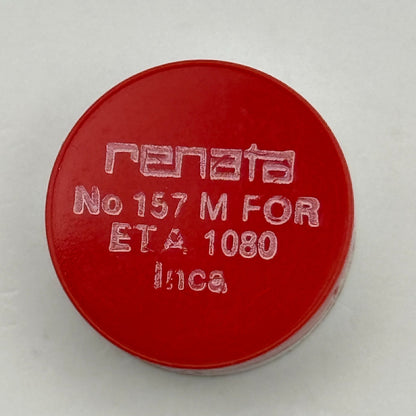 renata
No 157 M FOR
ETA 1080
Inca